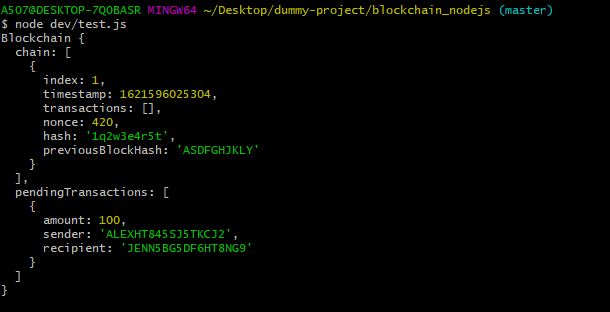 A507@DESKTOP-7QOBASR MINGW64 ~/Desktop/dummy-project/blockchain_nodejs (master)
$ node dev/test.js
Blockchain {
  chain: [
    {
      index: 1,
      timestamp: 1621596025304,
      transactions: [],
      nonce: 420,
      hash: '1q2w3e4r5t',
      previousBlockHash: 'ASDFGHJKLY'
    }
  ],
  pendingTransactions: [
    {
      amount: 100,
      sender: 'ALEXHT845SJ5TKCJ2',
      recipient: 'JENN5BG5DF6HT8NG9'
    }
  ]
}